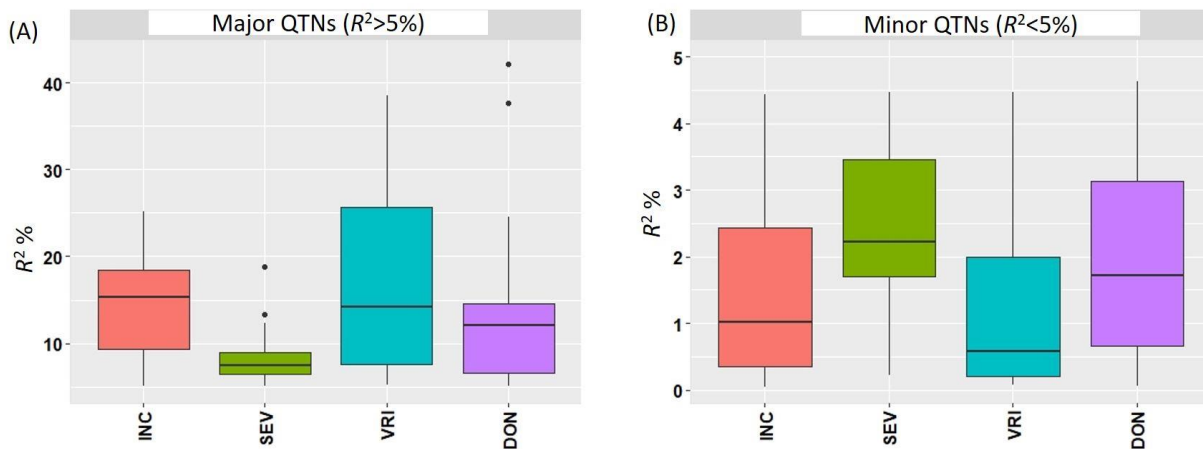 (A)
Major QTNs (R²>5%)
R² %
40
30
20
10
INC
SEV
VRI
DON
(B)
Minor QTNs (R²<5%)
R² %
5
4
3
2
1
0
INC
SEV
VRI
DON